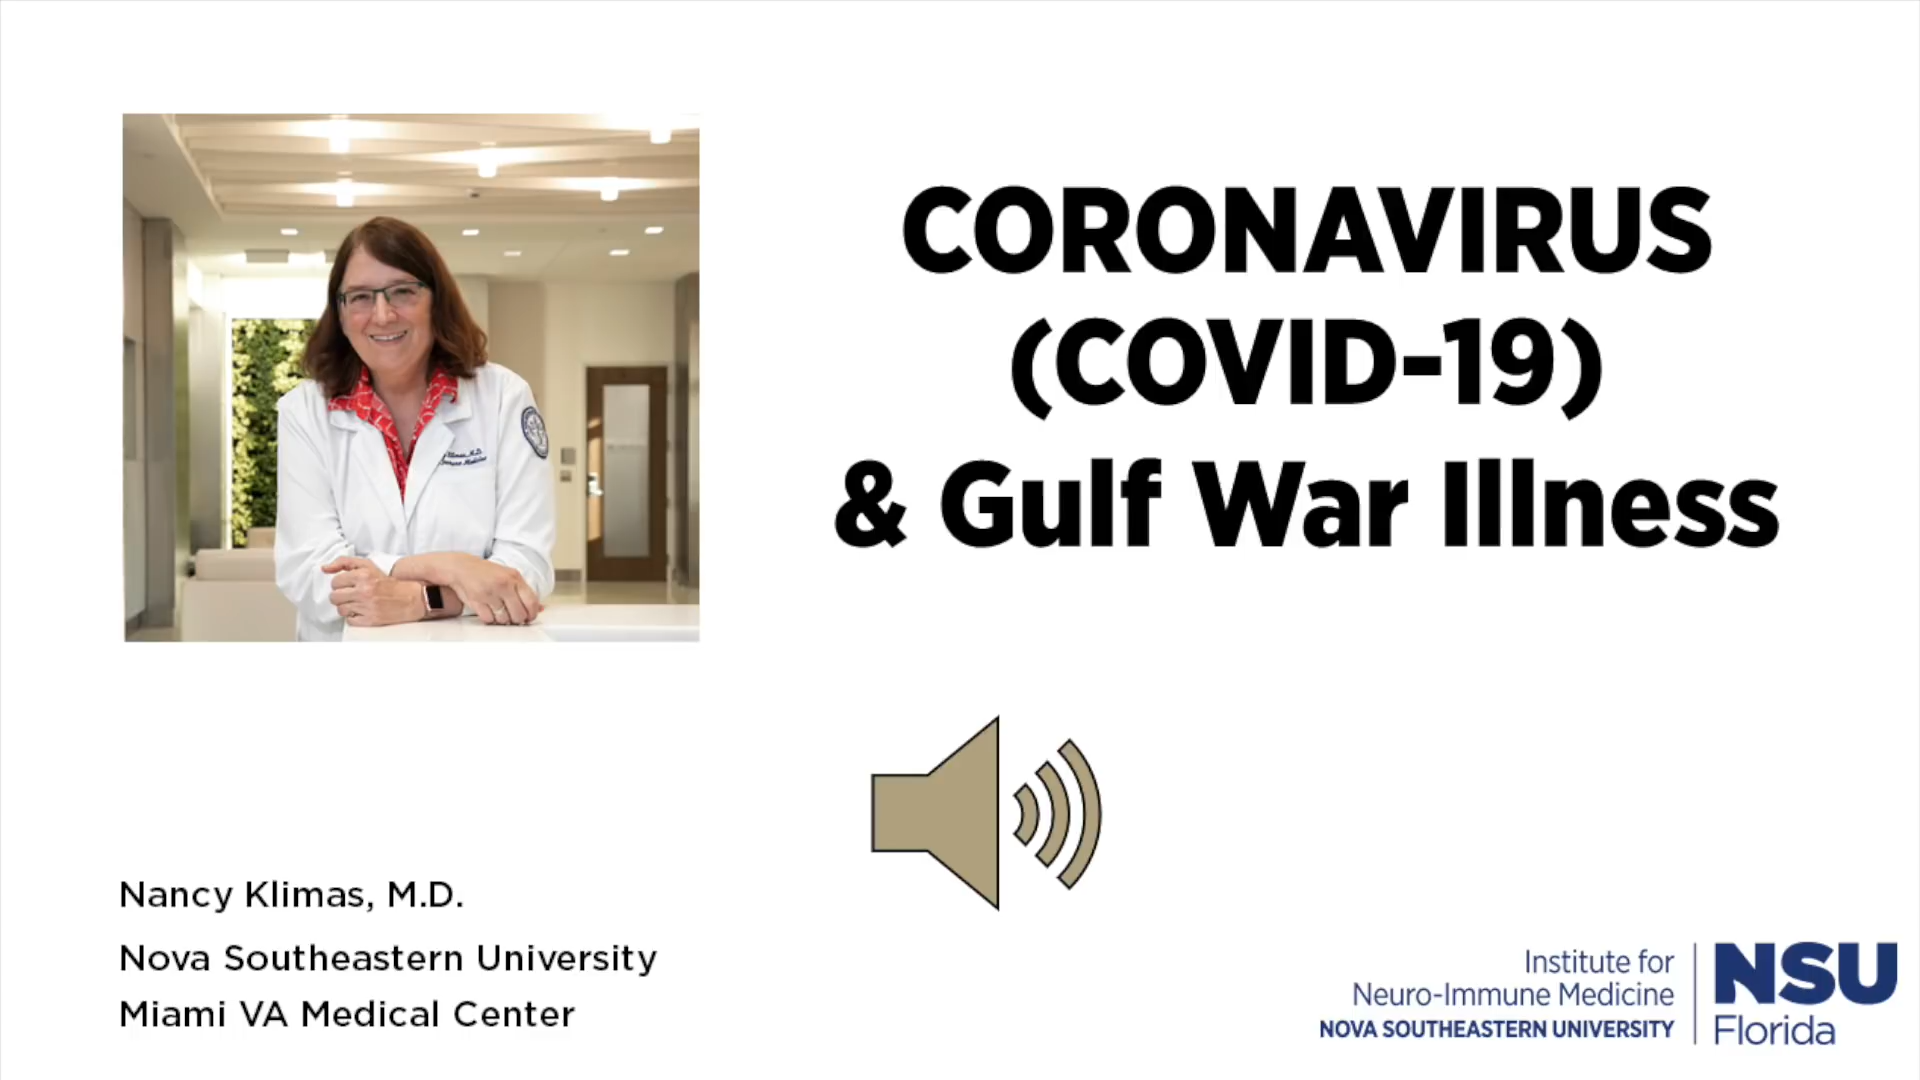 CORONAVIRUS
(COVID-19)
& Gulf War Illness
Nancy Klimas, M.D.
Nova Southeastern University
Miami VA Medical Center
Institute for
Neuro-Immune Medicine
NOVA SOUTHEASTERN UNIVERSITY
NSU
Florida